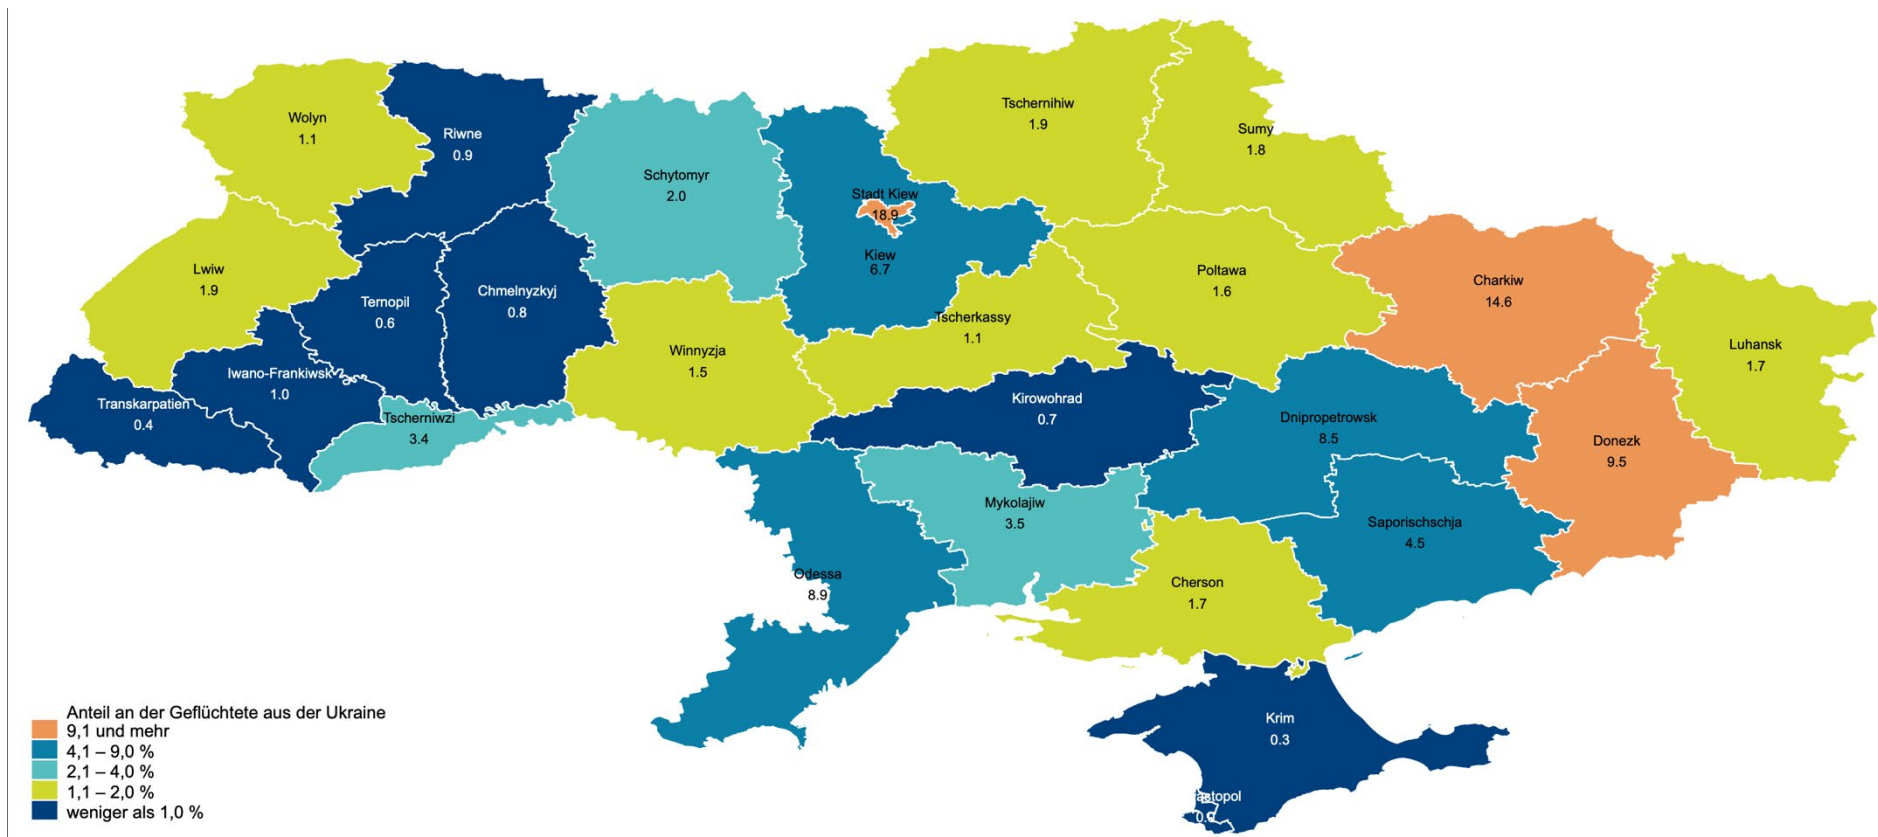 Wolyn
1.1
Riwne
0.9
Schytomyr
2.0
Stadt Kiew
18.9
Kiew
6.7
Tschernihiw
1.9
Sumy
1.8
Lwiw
1.9
Ternopil
0.6
Chmelnyzkyj
0.8
Winnyzja
1.5
Tscherkassy
1.1
Poltawa
1.6
Charkiw
14.6
Luhansk
1.7
Transkarpatien
0.4
Iwano-Frankiwsk
1.0
Tscherniwzi
3.4
Kirowohrad
0.7
Dnipropetrowsk
8.5
Donezk
9.5
Odessa
8.9
Mykolajiw
3.5
Saporischschja
4.5
Cherson
1.7
Krim
0.3
astopol
Anteil an der Geflüchtete aus der Ukraine
9,1 und mehr
4,1 – 9,0 %
2,1 – 4,0 %
1,1 – 2,0 %
weniger als 1,0 %